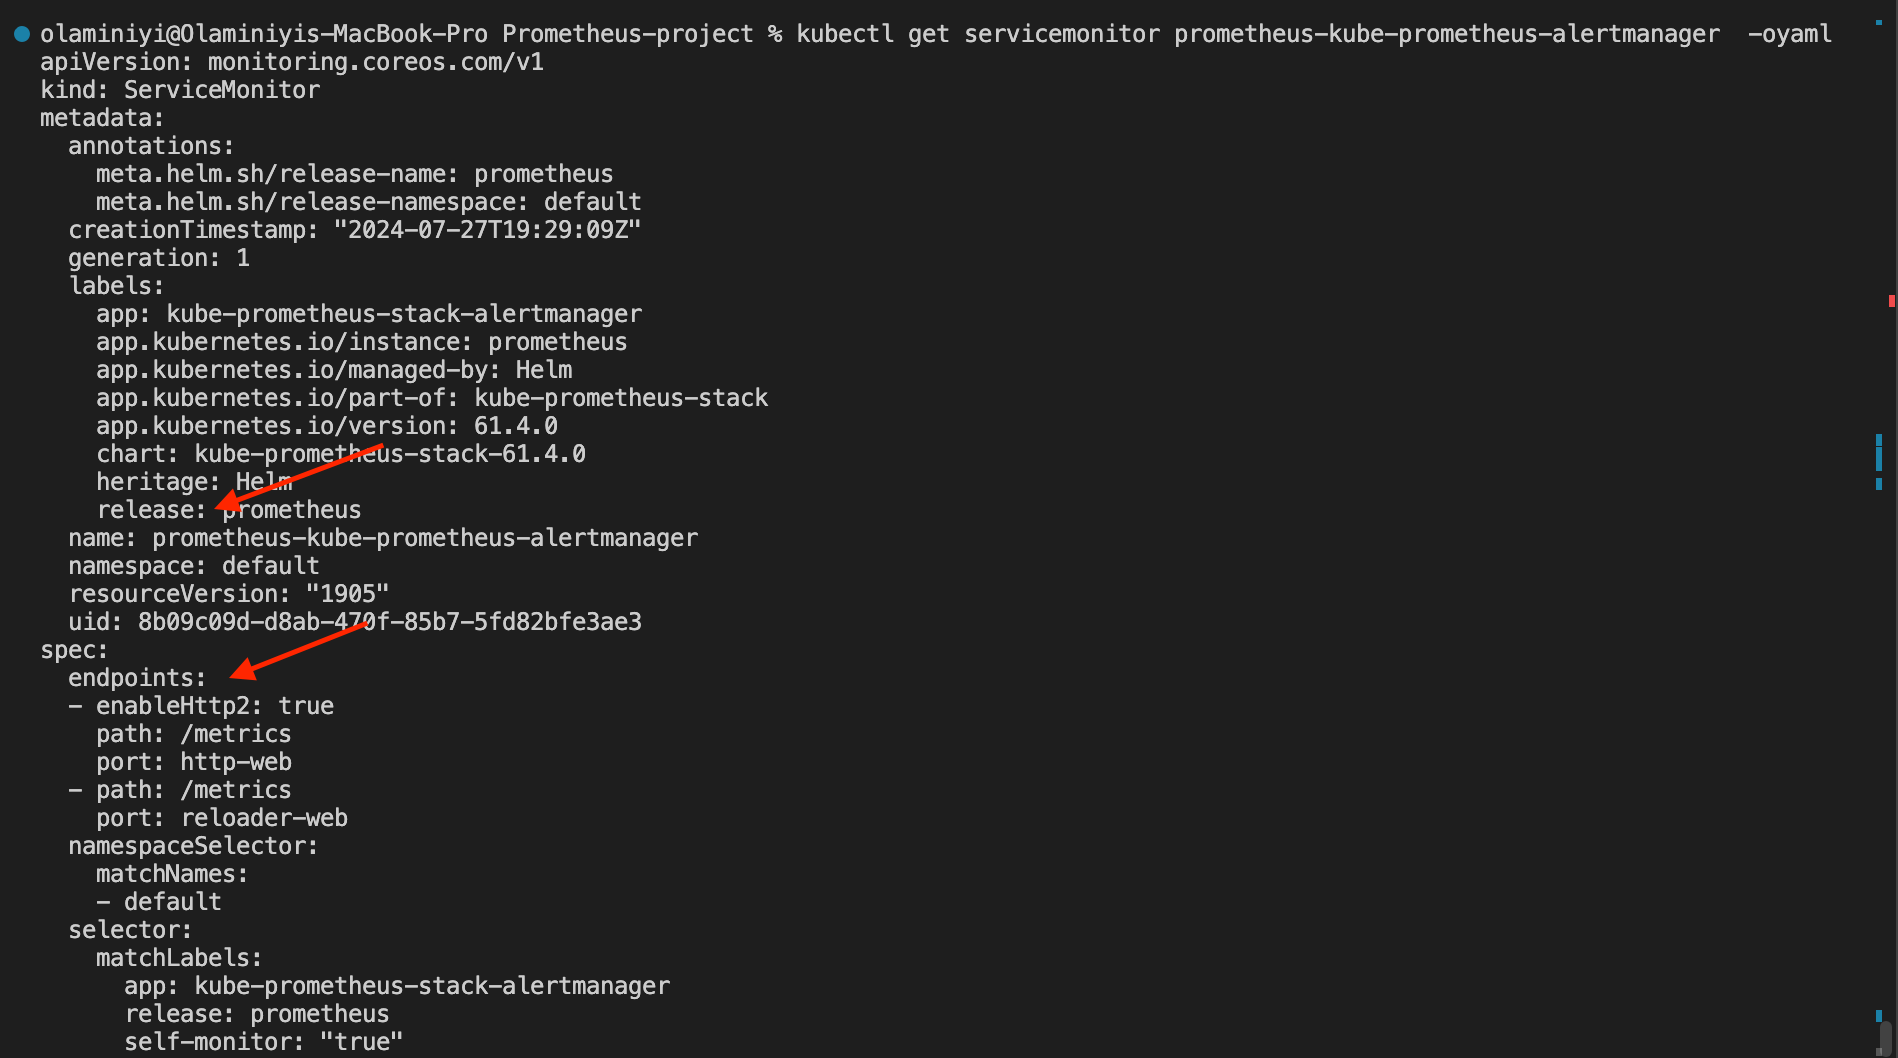 olaminiyi@Olaminiyis-MacBook-Pro Prometheus-project % kubectl get servicemonitor prometheus-kube-prometheus-alertmanager  -oyaml
apiVersion: monitoring.coreos.com/v1
kind: ServiceMonitor
metadata:
  annotations:
    meta.helm.sh/release-name: prometheus
    meta.helm.sh/release-namespace: default
  creationTimestamp: "2024-07-27T19:29:09Z"
  generation: 1
  labels:
    app: kube-prometheus-stack-alertmanager
    app.kubernetes.io/instance: prometheus
    app.kubernetes.io/managed-by: Helm
    app.kubernetes.io/part-of: kube-prometheus-stack
    app.kubernetes.io/version: 61.4.0
    chart: kube-prometheus-stack-61.4.0
    heritage: Helm
    release: prometheus
  name: prometheus-kube-prometheus-alertmanager
  namespace: default
  resourceVersion: "1905"
  uid: 8b09c09d-d8ab-470f-85b7-5fd82bfe3ae3
spec:
  endpoints:
  - enableHttp2: true
    path: /metrics
    port: http-web
  - path: /metrics
    port: reloader-web
  namespaceSelector:
    matchNames:
    - default
  selector:
    matchLabels:
      app: kube-prometheus-stack-alertmanager
      release: prometheus
      self-monitor: "true"